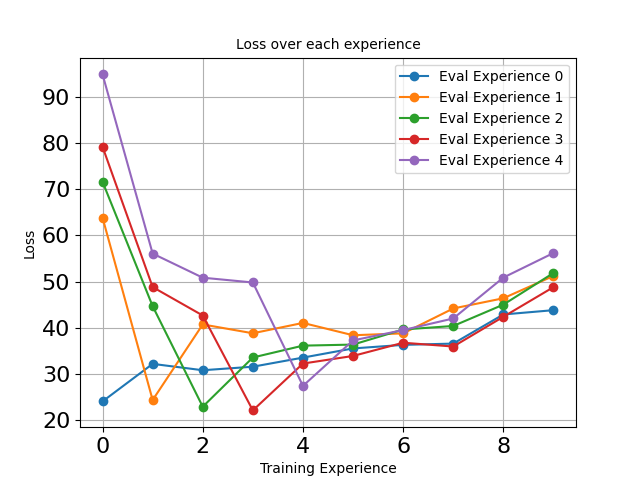 Loss over each experience
Eval Experience 0
Eval Experience 1
Eval Experience 2
Eval Experience 3
Eval Experience 4
90
80
70
60
50
40
30
20
Loss
0 2 4 6 8
Training Experience